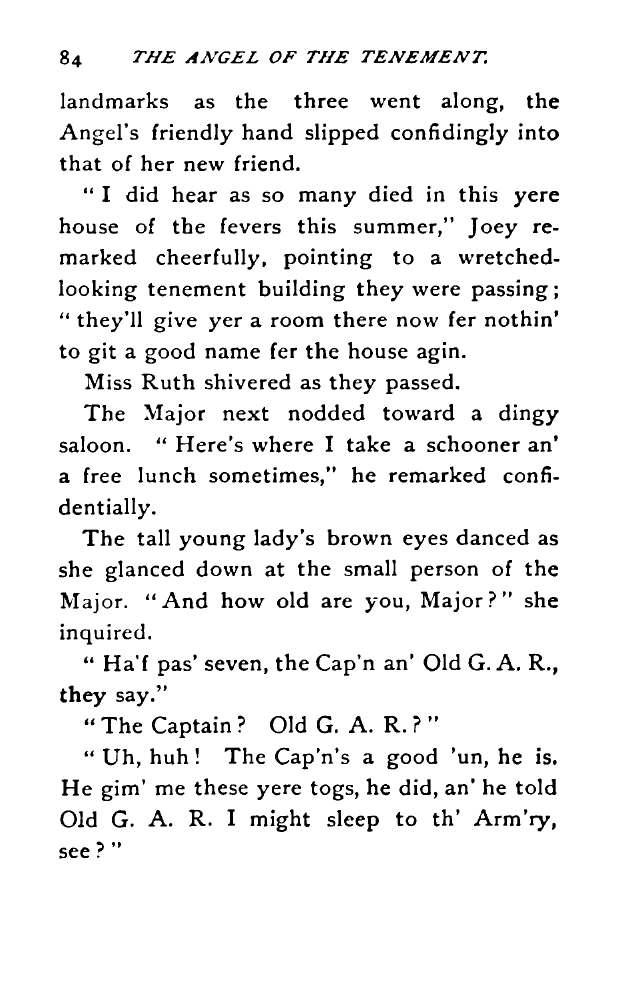 84 THE ANGEL OF THE TENEMENT.
landmarks as the three went along, the
Angel's friendly hand slipped confidingly into
that of her new friend.
" I did hear as so many died in this yere
house of the fevers this summer," Joey re-
marked cheerfully, pointing to a wretched-
looking tenement building they were passing ;
" they'll give yer a room there now fer nothin'
to git a good name fer the house agin.
Miss Ruth shivered as they passed.
The Major next nodded toward a dingy
saloon. " Here's where I take a schooner an'
a free lunch sometimes," he remarked confi-
dentially.
The tall young lady's brown eyes danced as
she glanced down at the small person of the
Major. " And how old are you, Major ? " she
inquired.
" Ha'f pas' seven, the Cap'n an' Old G. A. R.,
they say."
" The Captain ? Old G. A. R. ? "
" Uh, huh ! The Cap'n's a good 'un, he is.
He gim' me these yere togs, he did, an' he told
Old G. A. R. I might sleep to th' Arm'ry,
see ? "